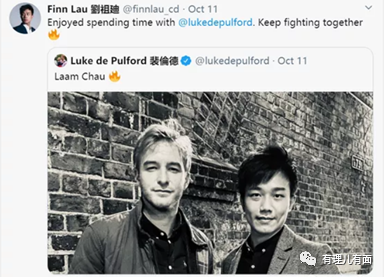 Finn Lau 劉祖廸 @finnlau_cd · Oct 11
Enjoyed spending time with @lukedepulford. Keep fighting together
Luke de Pulford 裴倫德 @lukedepulford · Oct 11
Laam Chau
有理儿有面